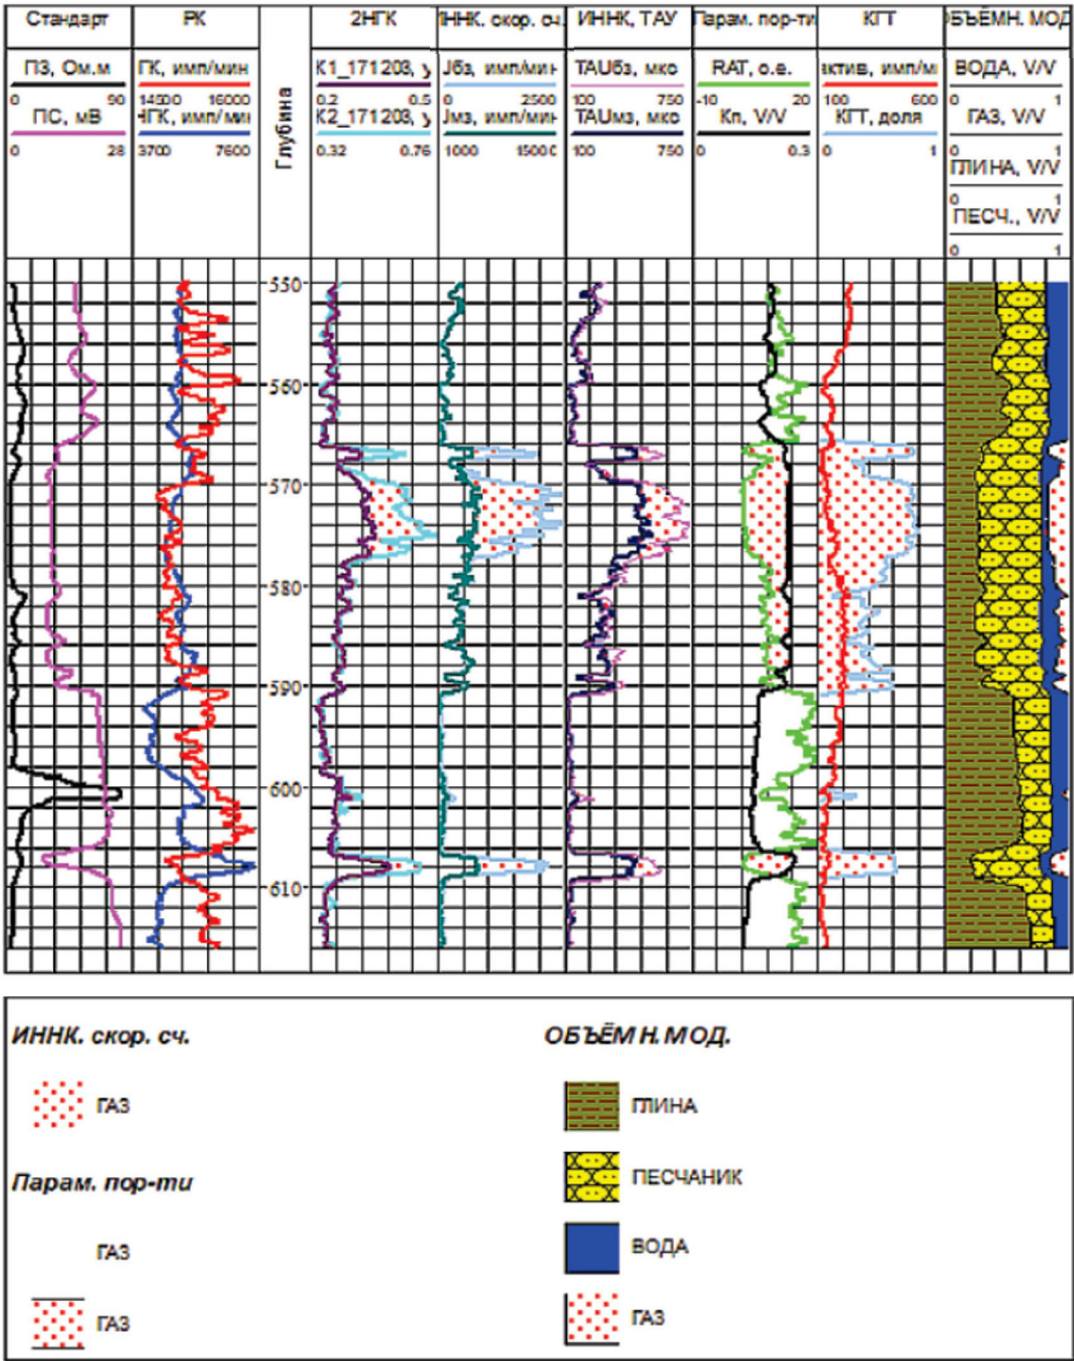 Стандарт
РК
2НГК
ННК. скор. сч.
ИННК, ТАУ
Парам. пор-ти
КГТ
БЪЁМН. МОД
ПЗ, Ом.м
0 90
ПС, мВ
0 28
ГК, имп/мин
14500 16000
НГК, имп/мин
3700 7600
Глубина
К1_171203, у
0.2 0.5
К2_171203, у
0.32 0.76
Jбз, имп/мин
0 2500
Jмз, имп/мин
1000 15000
TAUбз, мкс
100 750
TAUмз, мкс
100 750
RAT, о.е.
-10 20
Кп, V/V
0 0.3
актив, имп/ми
100 600
КГТ, доля
0 1
ВОДА, V/V
0 1
ГАЗ, V/V
0 1
ГЛИНА, V/V
0 1
ПЕСЧ., V/V
0 1
550
560
570
580
590
600
610
ИННК. скор. сч.
ГАЗ
Парам. пор-ти
ГАЗ
ГАЗ
ОБЪЁМН.МОД.
ГЛИНА
ПЕСЧАНИК
ВОДА
ГАЗ